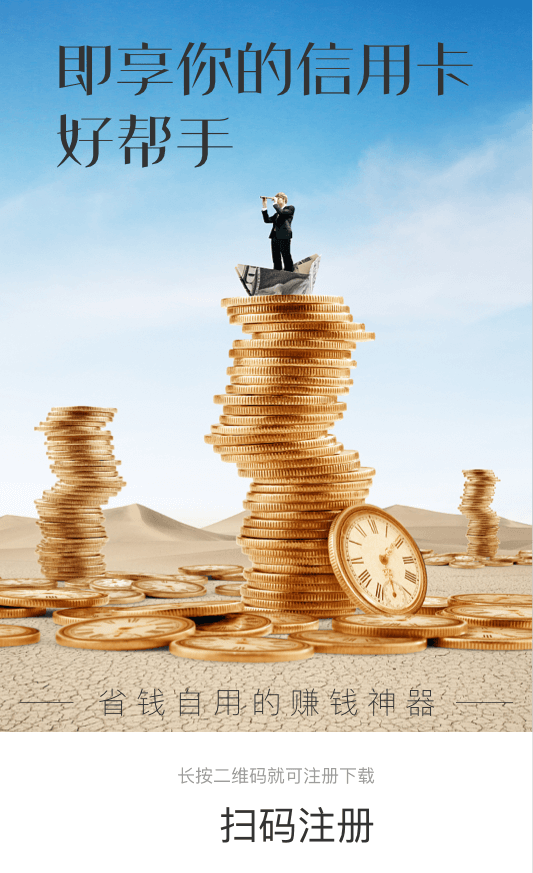 即享你的信用卡
好帮手
省钱自用的赚钱神器
长按二维码就可注册下载
扫码注册